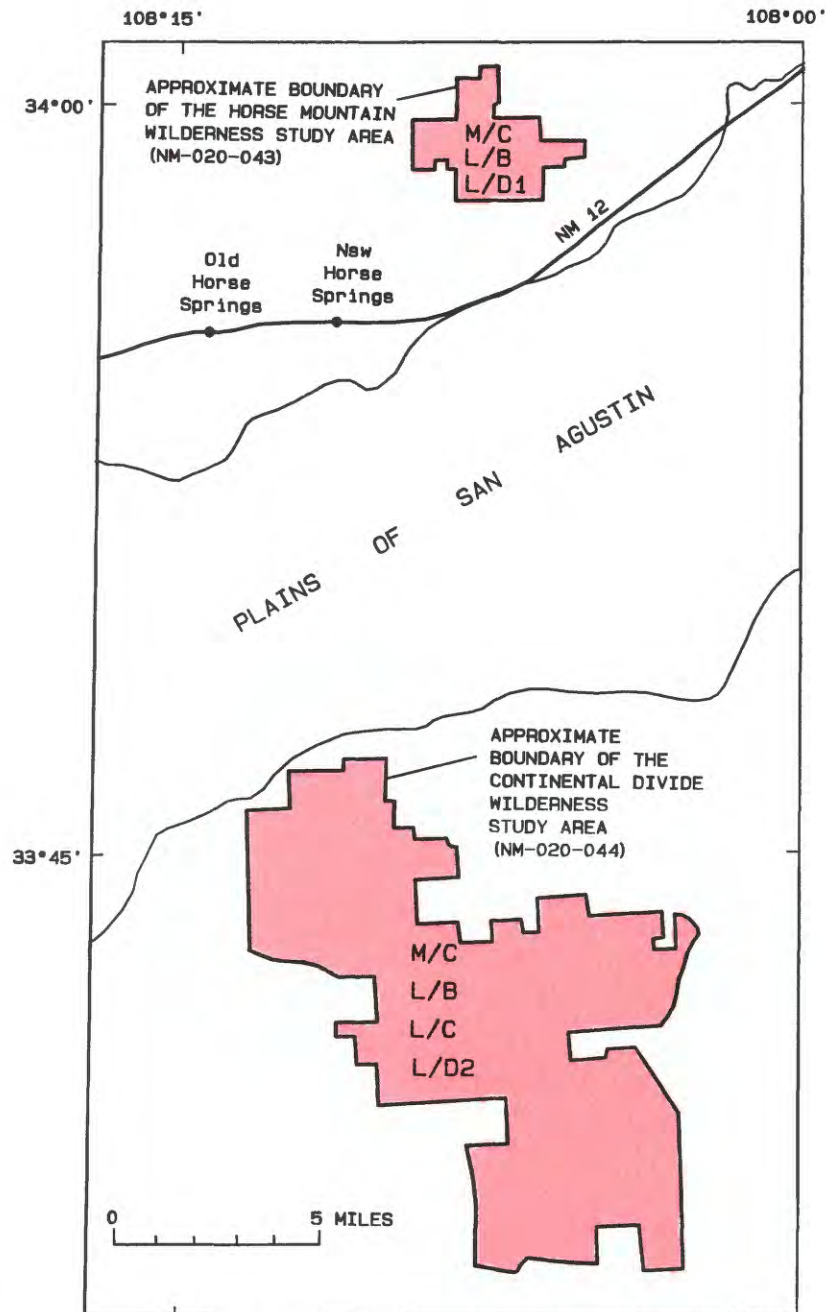 108°15'
108°00'
34°00'
APPROXIMATE BOUNDARY
OF THE HORSE MOUNTAIN
WILDERNESS STUDY AREA
(NM-020-043)
M/C
L/B
L/D1
NM 12
Old
Horse
Springs
Nsw
Horse
Springs
PLAINS OF SAN AGUSTIN
APPROXIMATE
BOUNDARY OF THE
CONTINENTAL DIVIDE
WILDERNESS
STUDY AREA
(NM-020-044)
33°45'
M/C
L/B
L/C
L/D2
0 5 MILES